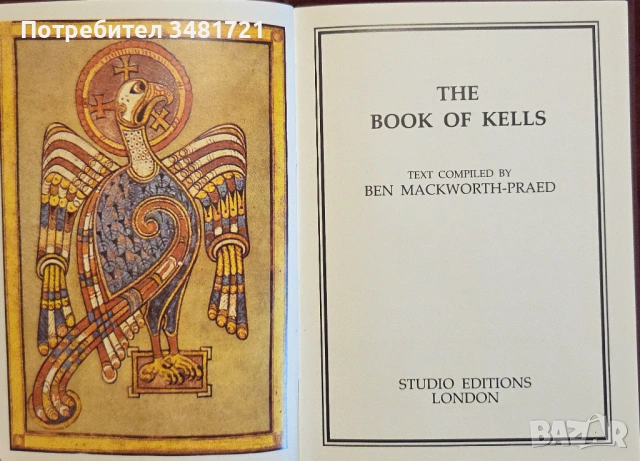 Потребител 3481721
THE
BOOK OF KELLS
TEXT COMPILED BY
BEN MACKWORTH-PRAED
STUDIO EDITIONS
LONDON
BAZAR